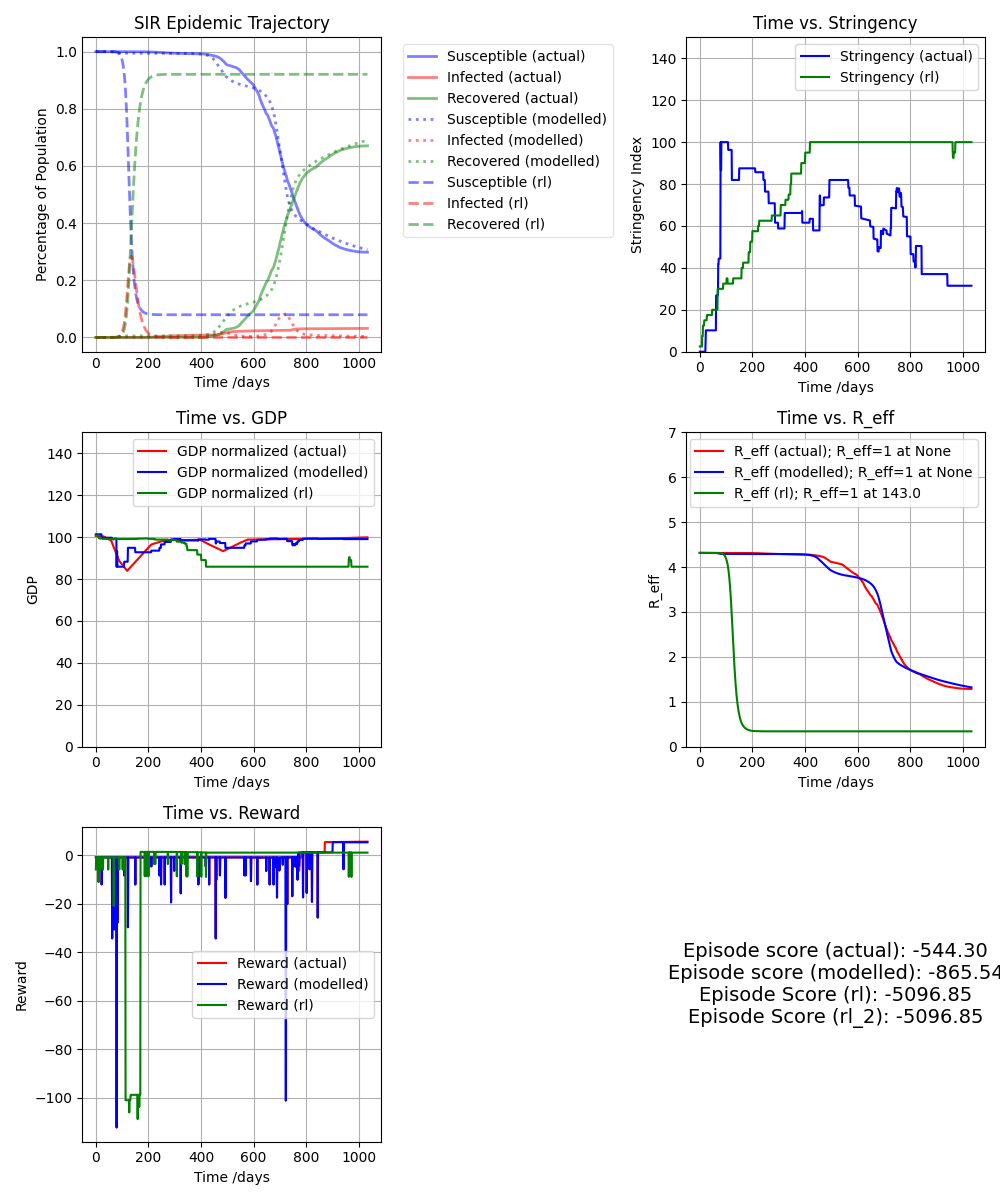 SIR Epidemic Trajectory
1.0
0.8
0.6
0.4
0.2
0.0
Percentage of Population
0 200 400 600 800 1000
Time /days
Susceptible (actual)
Infected (actual)
Recovered (actual)
Susceptible (modelled)
Infected (modelled)
Recovered (modelled)
Susceptible (rl)
Infected (rl)
Recovered (rl)
Time vs. Stringency
140
120
100
80
60
40
20
0
Stringency Index
Stringency (actual)
Stringency (rl)
0 200 400 600 800 1000
Time /days
Time vs. GDP
140
120
100
80
60
40
20
0
GDP
GDP normalized (actual)
GDP normalized (modelled)
GDP normalized (rl)
0 200 400 600 800 1000
Time /days
Time vs. R_eff
7
6
5
4
3
2
1
0
R_eff
R_eff (actual); R_eff=1 at None
R_eff (modelled); R_eff=1 at None
R_eff (rl); R_eff=1 at 143.0
0 200 400 600 800 1000
Time /days
Time vs. Reward
0
−20
−40
−60
−80
−100
Reward
Reward (actual)
Reward (modelled)
Reward (rl)
0 200 400 600 800 1000
Time /days
Episode score (actual): -544.30
Episode score (modelled): -865.54
Episode Score (rl): -5096.85
Episode Score (rl_2): -5096.85